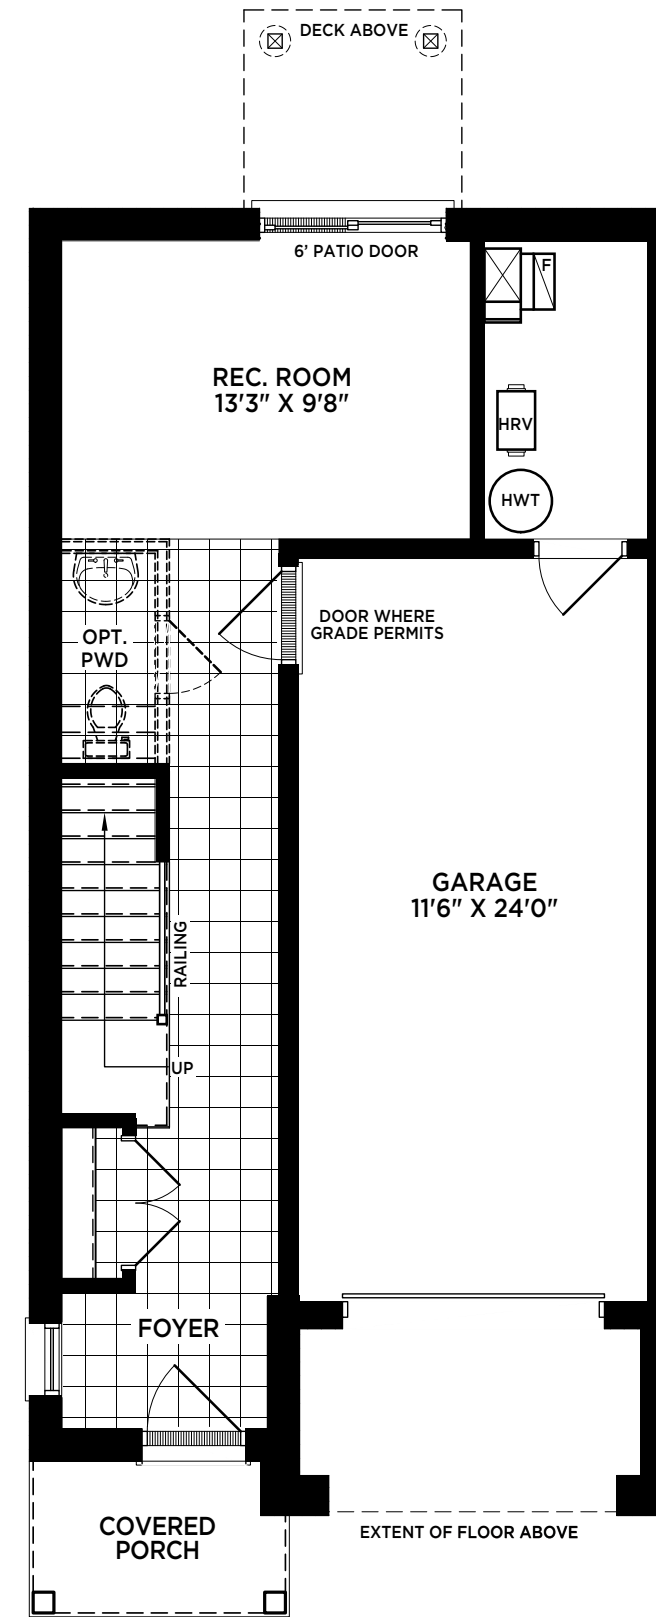 DECK ABOVE
6' PATIO DOOR
F
REC. ROOM
13'3" X 9'8"
HRV
HWT
DOOR WHERE
GRADE PERMITS
OPT.
PWD
GARAGE
11'6" X 24'0"
RAILING
UP
FOYER
COVERED
PORCH
EXTENT OF FLOOR ABOVE